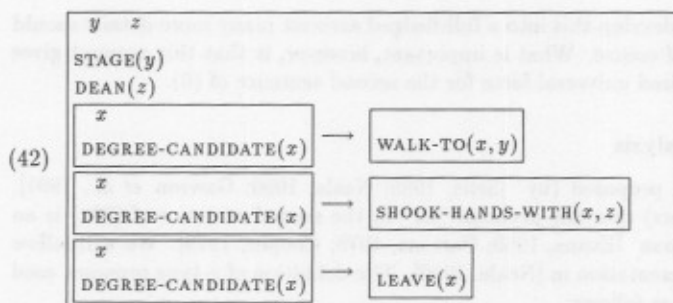 y z
STAGE(y)
DEAN(z)
x
DEGREE-CANDIDATE(x) → WALK-TO(x, y)
(42)
x
DEGREE-CANDIDATE(x) → SHOOK-HANDS-WITH(x, z)
x
DEGREE-CANDIDATE(x) → LEAVE(x)